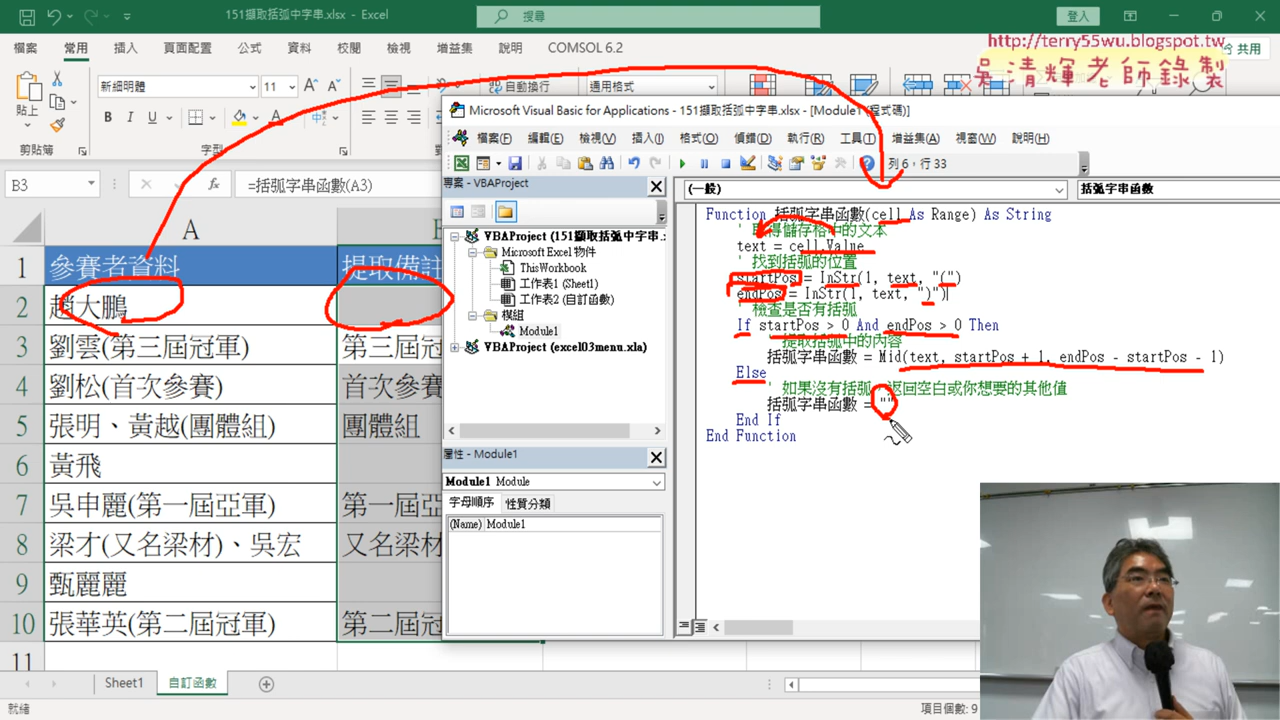 151擷取括弧中字串.xlsx - Excel
搜尋
登入
檔案 常用 插入 頁面配置 公式 資料 校閱 檢視 增益集 說明 COMSOL 6.2
共用
http://terry55wu.blogspot.tw
吳清輝老師錄製
新細明體 11
自動換行
通用格式
貼上
B I U
剪貼簿
字型
B3
=括弧字串函數(A3)
A
1 參賽者資料 提取備註
2 趙大鵬
3 劉雲(第三屆冠軍) 第三屆冠
4 劉松(首次參賽) 首次參賽
5 張明、黃越(團體組) 團體組
6 黃飛
7 吳申麗(第一屆亞軍) 第一屆亞
8 梁才(又名梁材)、吳宏 又名梁材
9 甄麗麗
10 張華英(第二屆冠軍) 第二屆冠
11
Sheet1 自訂函數
就緒
項目個數: 9
Microsoft Visual Basic for Applications - 151擷取括弧中字串.xlsx - [Module1 (程式碼)]
檔案(F) 編輯(E) 檢視(V) 插入(I) 格式(O) 偵錯(D) 執行(R) 工具(T) 增益集(A) 視窗(W) 說明(H)
列 6，行 33
專案 - VBAProject
VBAProject (151擷取括弧中字串.
Microsoft Excel 物件
ThisWorkbook
工作表1 (Sheet1)
工作表2 (自訂函數)
模組
Module1
VBAProject (excel03menu.xla)
屬性 - Module1
Module1 Module
字母順序 性質分類
(Name) Module1
(一般)
括弧字串函數
Function 括弧字串函數(cell As Range) As String
' 取得儲存格中的文本
text = cell.Value
' 找到括弧的位置
startPos = InStr(1, text, "(")
endPos = InStr(1, text, ")")
' 檢查是否有括弧
If startPos > 0 And endPos > 0 Then
' 提取括弧中的內容
括弧字串函數 = Mid(text, startPos + 1, endPos - startPos - 1)
Else
' 如果沒有括弧，返回空白或你想要的其他值
括弧字串函數 = ""
End If
End Function